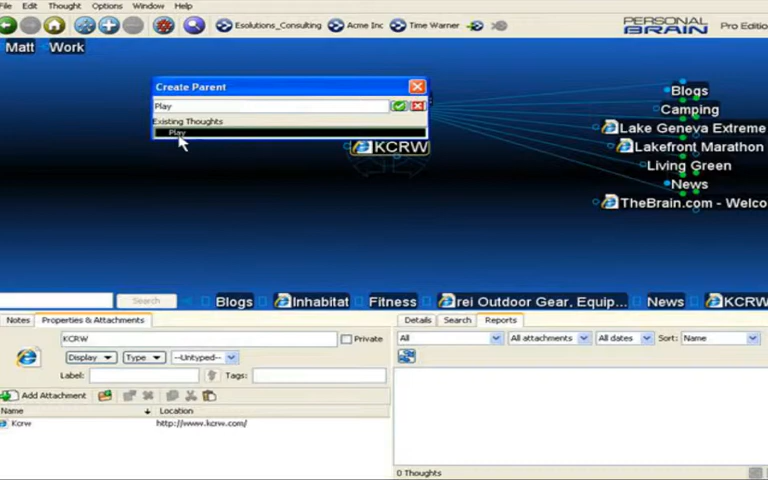 File Edit Thought Options Window Help
Esolutions_Consulting Acme Inc Time Warner
PERSONAL
BRAIN Pro Editio
Matt Work
Create Parent
Play
Existing Thoughts
Play
KCRW
Blogs
Camping
Lake Geneva Extreme
Lakefront Marathon
Living Green
News
TheBrain.com - Welco
Search Blogs Inhabitat Fitness rei Outdoor Gear, Equip... News KCRW
Notes Properties & Attachments
Details Search Reports
KCRW Private
All All attachments All dates Sort: Name
Display Type --Untyped--
Label: Tags:
Add Attachment
Name Location
Kcrw http://www.kcrw.com/
0 Thoughts